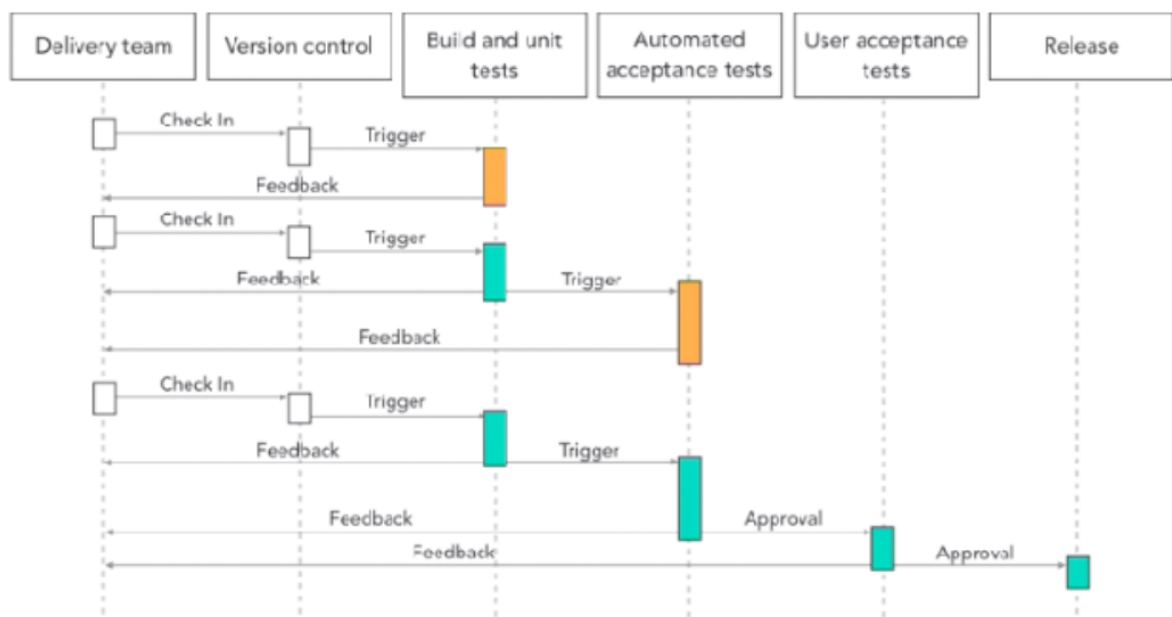 Delivery team
Version control
Build and unit
tests
Automated
acceptance tests
User acceptance
tests
Release
Check In
Trigger
Feedback
Check In
Trigger
Feedback
Trigger
Feedback
Check In
Trigger
Feedback
Trigger
Feedback
Approval
Feedback
Approval